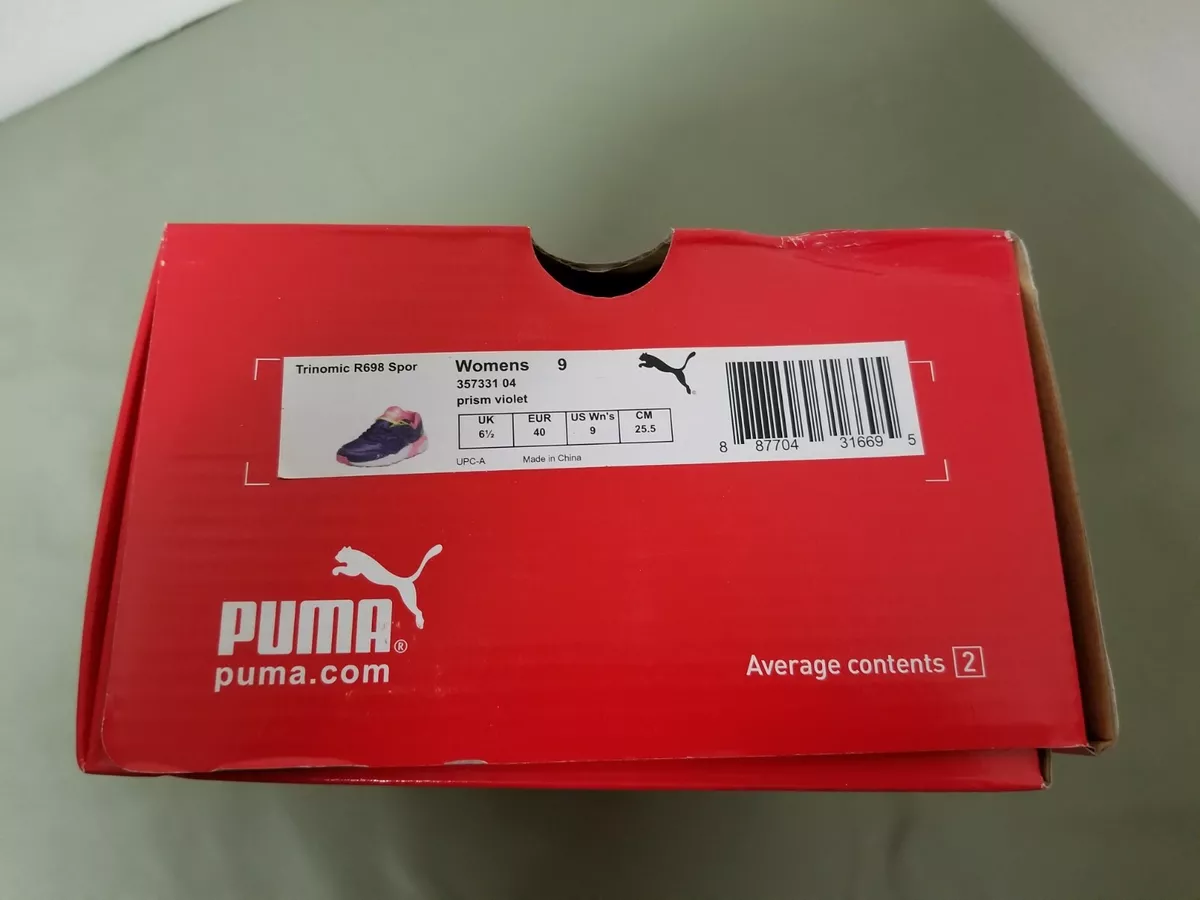 Trinomic R698 Spor
Womens 9
357331 04
prism violet
UK EUR US Wn's CM
6½ 40 9 25.5
UPC-A Made in China
8 87704 31669 5
PUMA®
puma.com
Average contents 2